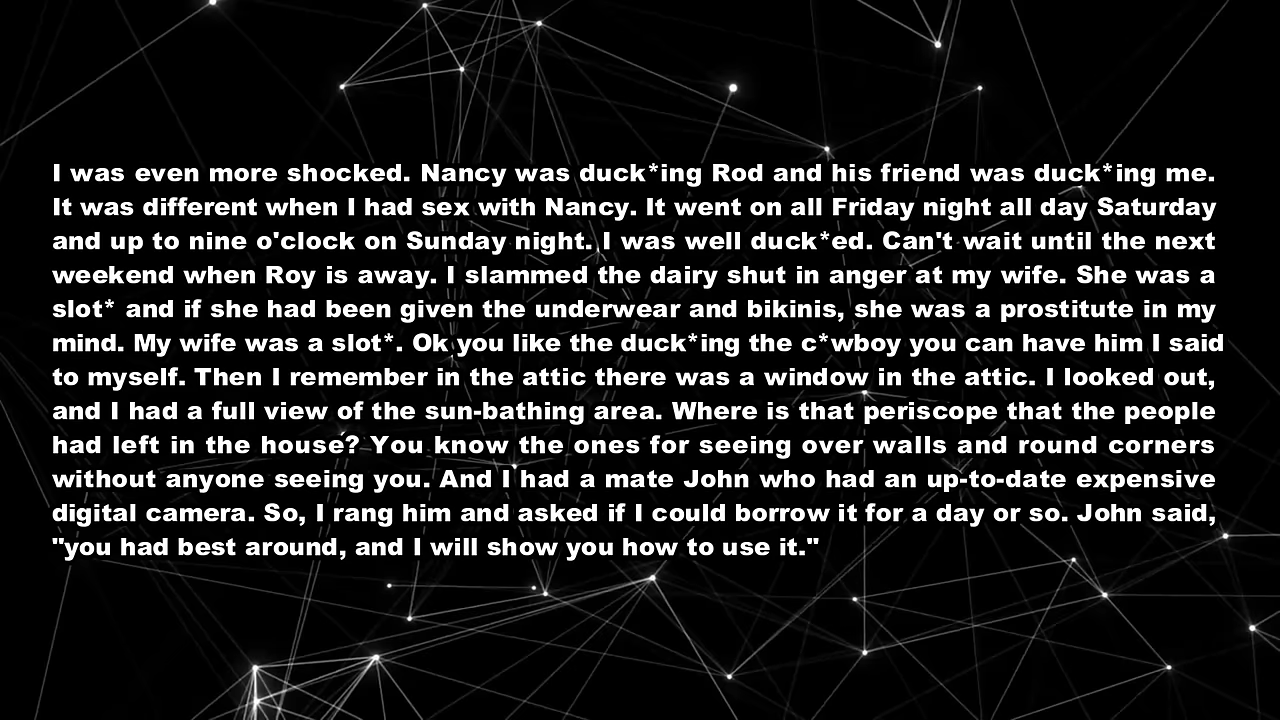 I was even more shocked. Nancy was duck*ing Rod and his friend was duck*ing me.
It was different when I had sex with Nancy. It went on all Friday night all day Saturday
and up to nine o'clock on Sunday night. I was well duck*ed. Can't wait until the next
weekend when Roy is away. I slammed the dairy shut in anger at my wife. She was a
slot* and if she had been given the underwear and bikinis, she was a prostitute in my
mind. My wife was a slot*. Ok you like the duck*ing the c*wboy you can have him I said
to myself. Then I remember in the attic there was a window in the attic. I looked out,
and I had a full view of the sun-bathing area. Where is that periscope that the people
had left in the house? You know the ones for seeing over walls and round corners
without anyone seeing you. And I had a mate John who had an up-to-date expensive
digital camera. So, I rang him and asked if I could borrow it for a day or so. John said,
"you had best around, and I will show you how to use it."